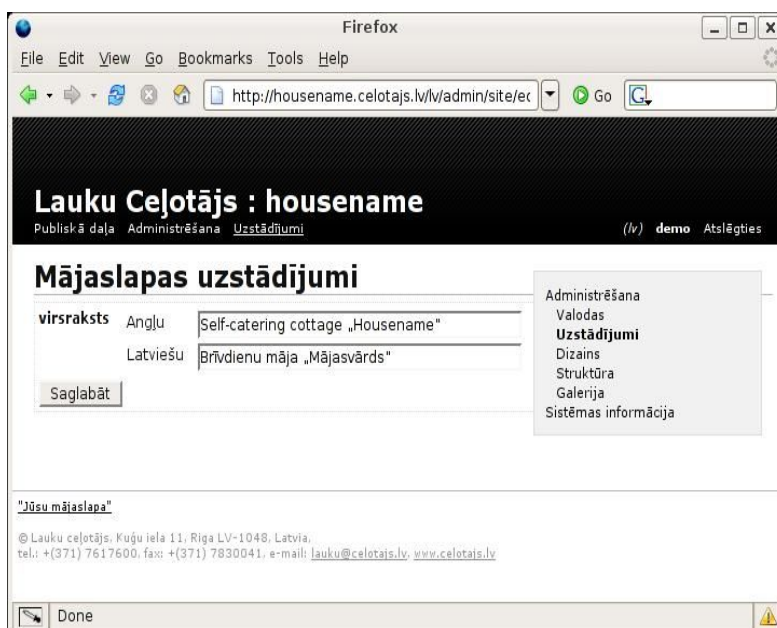 Firefox
File Edit View Go Bookmarks Tools Help
http://housename.celotajs.lv/lv/admin/site/ec Go G
Lauku Ceļotājs : housename
Publiskā daļa Administrēšana Uzstādījumi (lv) demo Atslēgties
Mājaslapas uzstādījumi
virsraksts Angļu Self-catering cottage „Housename"
Latviešu Brīvdienu māja „Mājasvārds"
Saglabāt
Administrēšana
Valodas
Uzstādījumi
Dizains
Struktūra
Galerija
Sistēmas informācija
"Jūsu mājaslapa"
© Lauku ceļotājs, Kuģu iela 11, Riga LV-1048, Latvia,
tel.: +(371) 7617600, fax: +(371) 7830041, e-mail: lauku@celotajs.lv, www.celotajs.lv
Done